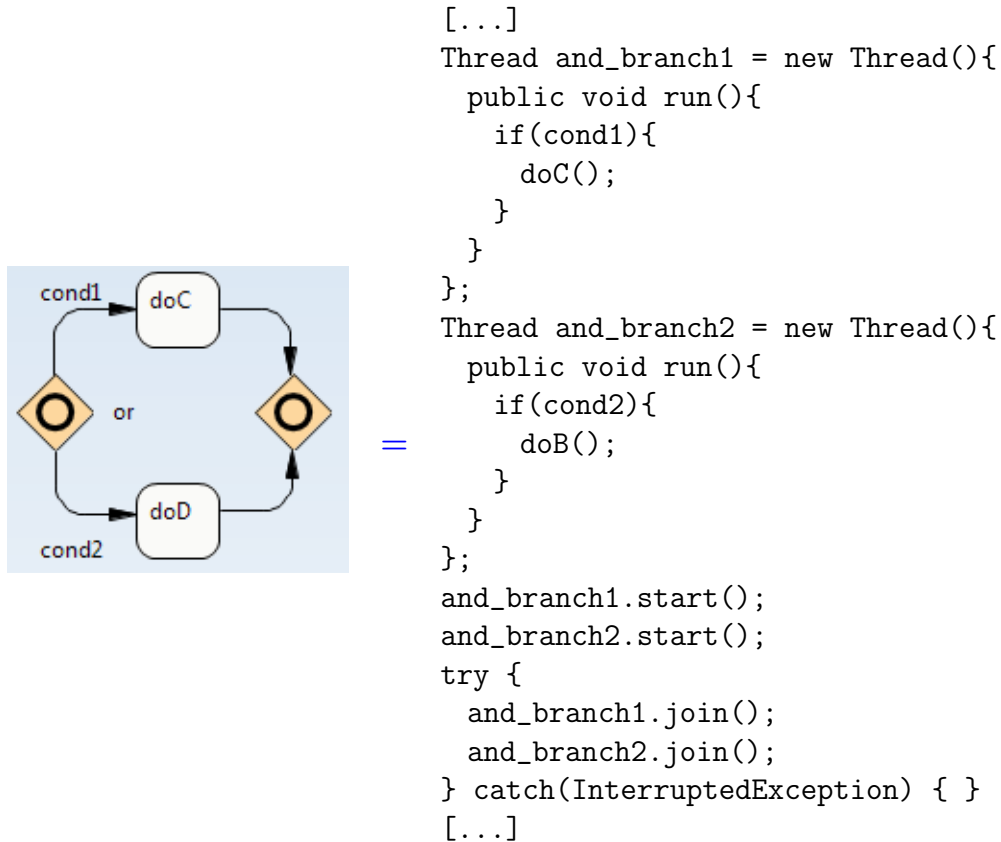 cond1
doC
or
doD
cond2
=
[...]
Thread and_branch1 = new Thread(){
public void run(){
if(cond1){
doC();
}
}
};
Thread and_branch2 = new Thread(){
public void run(){
if(cond2){
doB();
}
}
};
and_branch1.start();
and_branch2.start();
try {
and_branch1.join();
and_branch2.join();
} catch(InterruptedException) { }
[...]